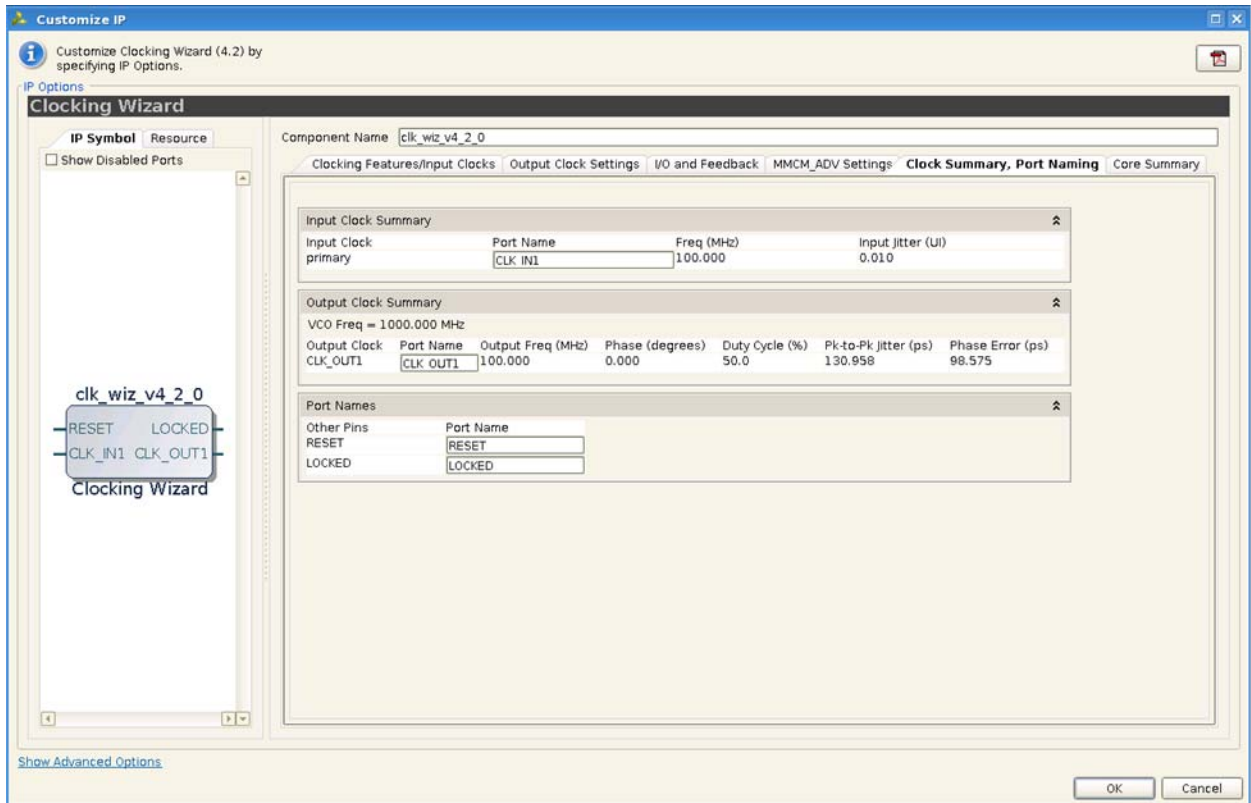 Customize IP
Customize Clocking Wizard (4.2) by
specifying IP Options.
IP Options
Clocking Wizard
IP Symbol Resource
Show Disabled Ports
clk_wiz_v4_2_0
RESET LOCKED
CLK_IN1 CLK_OUT1
Clocking Wizard
Component Name clk_wiz_v4_2_0
Clocking Features/Input Clocks Output Clock Settings I/O and Feedback MMCM_ADV Settings Clock Summary, Port Naming Core Summary
Input Clock Summary
Input Clock Port Name Freq (MHz) Input Jitter (UI)
primary CLK_IN1 100.000 0.010
Output Clock Summary
VCO Freq = 1000.000 MHz
Output Clock Port Name Output Freq (MHz) Phase (degrees) Duty Cycle (%) Pk-to-Pk Jitter (ps) Phase Error (ps)
CLK_OUT1 CLK_OUT1 100.000 0.000 50.0 130.958 98.575
Port Names
Other Pins Port Name
RESET RESET
LOCKED LOCKED
Show Advanced Options
OK Cancel